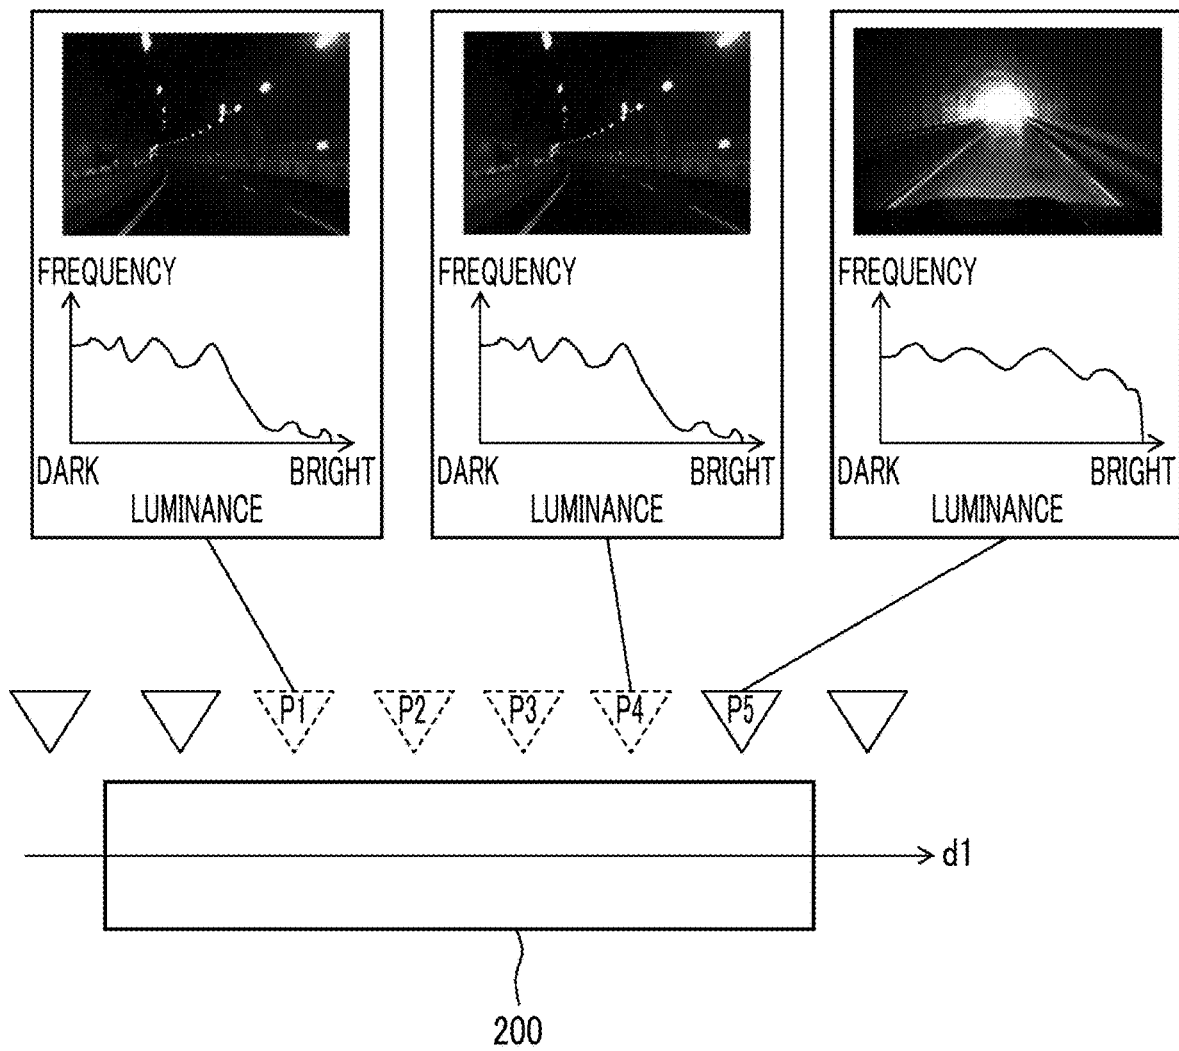 FREQUENCY
DARK
BRIGHT
LUMINANCE
FREQUENCY
DARK
BRIGHT
LUMINANCE
FREQUENCY
DARK
BRIGHT
LUMINANCE
P1
P2
P3
P4
P5
d1
200